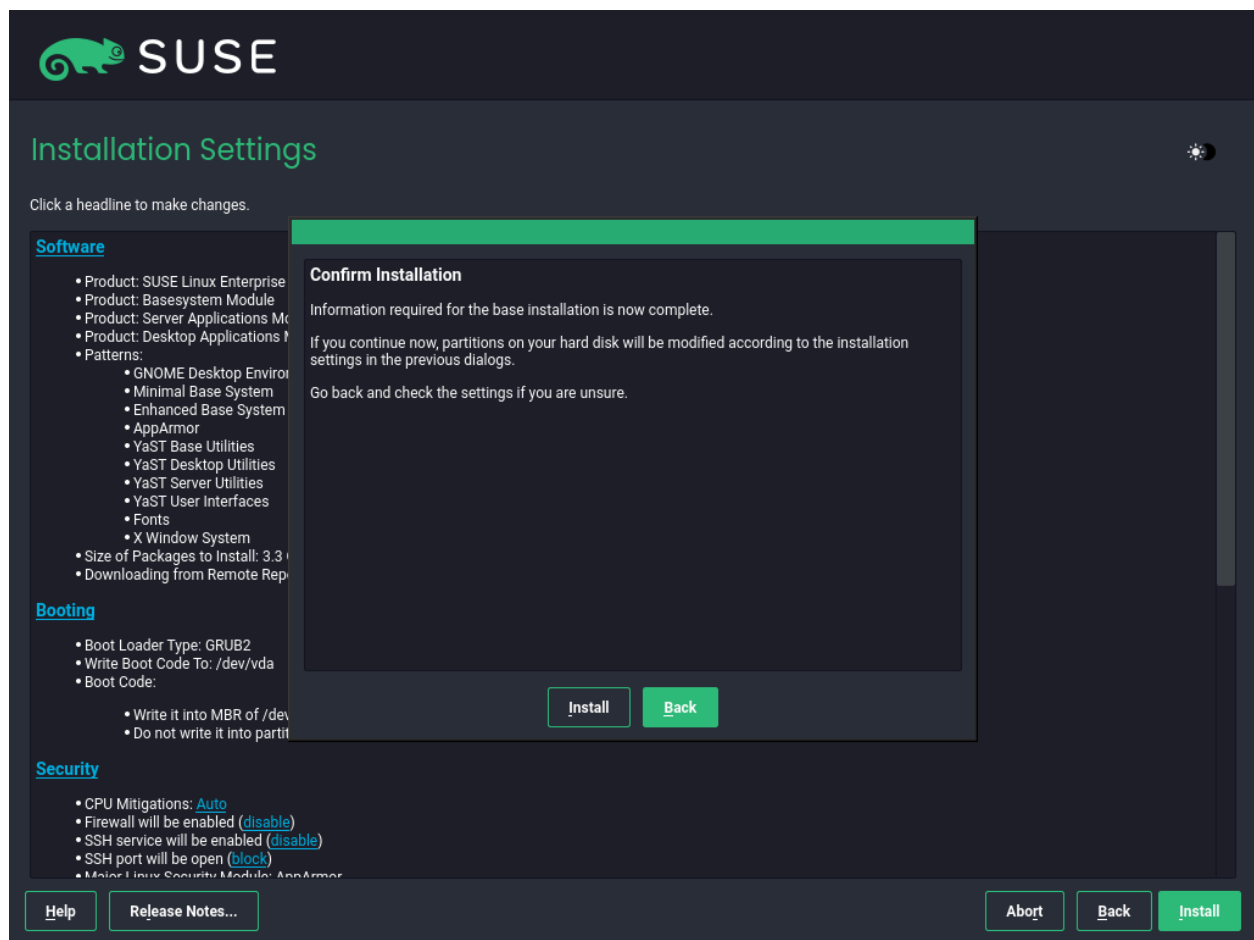 SUSE
Installation Settings
Click a headline to make changes.
Software
• Product: SUSE Linux Enterprise
• Product: Basesystem Module
• Product: Server Applications
• Product: Desktop Applications
• Patterns:
• GNOME Desktop
• Minimal Base System
• Enhanced Base System
• AppArmor
• YaST Base Utilities
• YaST Desktop Utilities
• YaST Server Utilities
• YaST User Interfaces
• Fonts
• X Window System
• Size of Packages to Install: 3.3
• Downloading from Remote
Booting
• Boot Loader Type: GRUB2
• Write Boot Code To: /dev/vda
• Boot Code:
• Write it into MBR of
• Do not write it into
Security
• CPU Mitigations: Auto
• Firewall will be enabled (disable)
• SSH service will be enabled (disable)
• SSH port will be open (block)
• Major Linux Security Module: AppArmor
Confirm Installation
Information required for the base installation is now complete.
If you continue now, partitions on your hard disk will be modified according to the installation
settings in the previous dialogs.
Go back and check the settings if you are unsure.
Install
Back
Help
Release Notes...
Abort
Back
Install